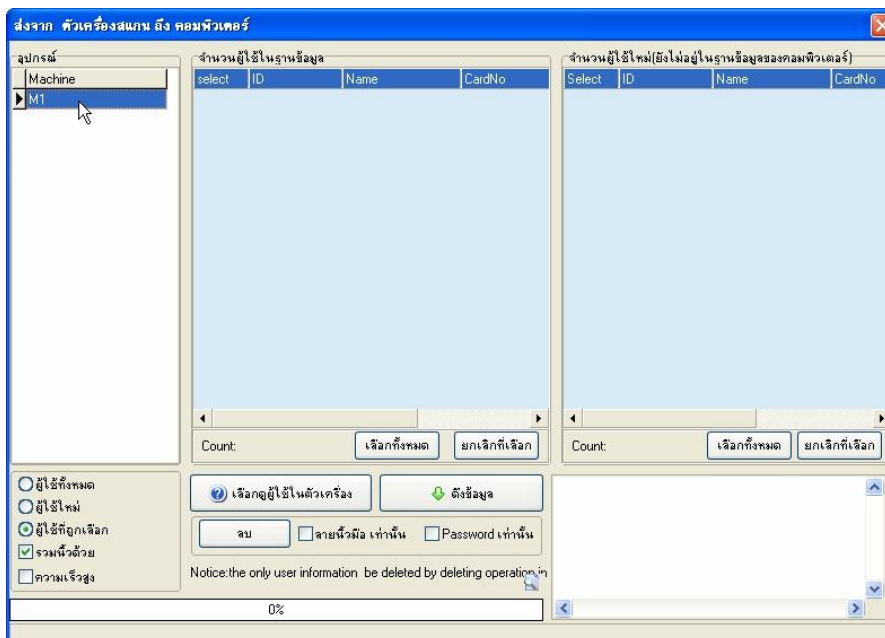 ส่งจาก ตัวเครื่องสแกน ถึง คอมพิวเตอร์
อุปกรณ์
Machine
M1
จำนวนผู้ใช้ในฐานข้อมูล
select ID Name CardNo
Count:
เลือกทั้งหมด
ยกเลิกที่เลือก
จำนวนผู้ใช้ใหม่(ยังไม่อยู่ในฐานข้อมูลของคอมพิวเตอร์)
Select ID Name CardNo
Count:
เลือกทั้งหมด
ยกเลิกที่เลือก
ผู้ใช้ทั้งหมด
ผู้ใช้ใหม่
ผู้ใช้ที่ถูกเลือก
รวมนิ้วด้วย
ความเร็วสูง
เลือกดูผู้ใช้ในตัวเครื่อง
ดึงข้อมูล
ลบ
ลายนิ้วมือ เท่านั้น
Password เท่านั้น
Notice:the only user information be deleted by deleting operation in
0%